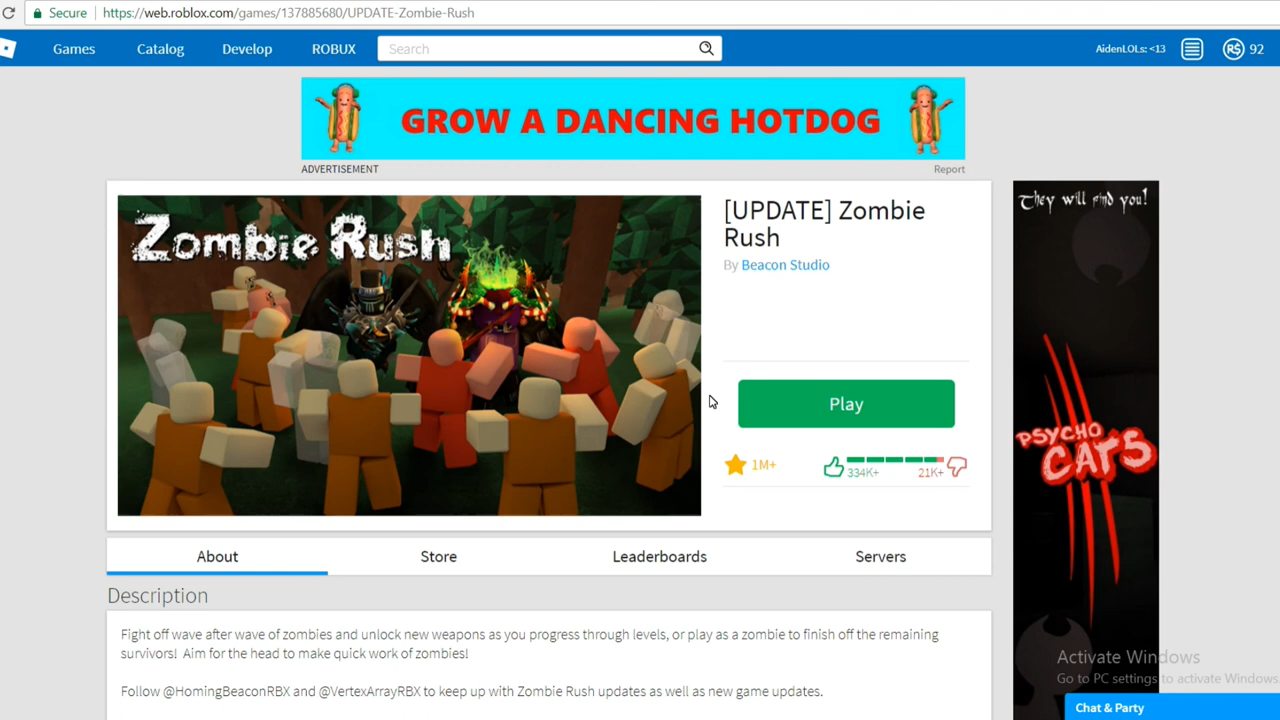 Secure https://web.roblox.com/games/137885680/UPDATE-Zombie-Rush
Games Catalog Develop ROBUX Search AidenLOLs: <13 R$ 92
GROW A DANCING HOTDOG
ADVERTISEMENT Report
Zombie Rush
[UPDATE] Zombie
Rush
By Beacon Studio
Play
1M+ 334K+ 21K+
They will find you!
PSYCHO
CATS
About Store Leaderboards Servers
Description
Fight off wave after wave of zombies and unlock new weapons as you progress through levels, or play as a zombie to finish off the remaining
survivors! Aim for the head to make quick work of zombies!
Follow @HomingBeaconRBX and @VertexArrayRBX to keep up with Zombie Rush updates as well as new game updates.
Activate Windows
Go to PC settings to activate Windows.
Chat & Party